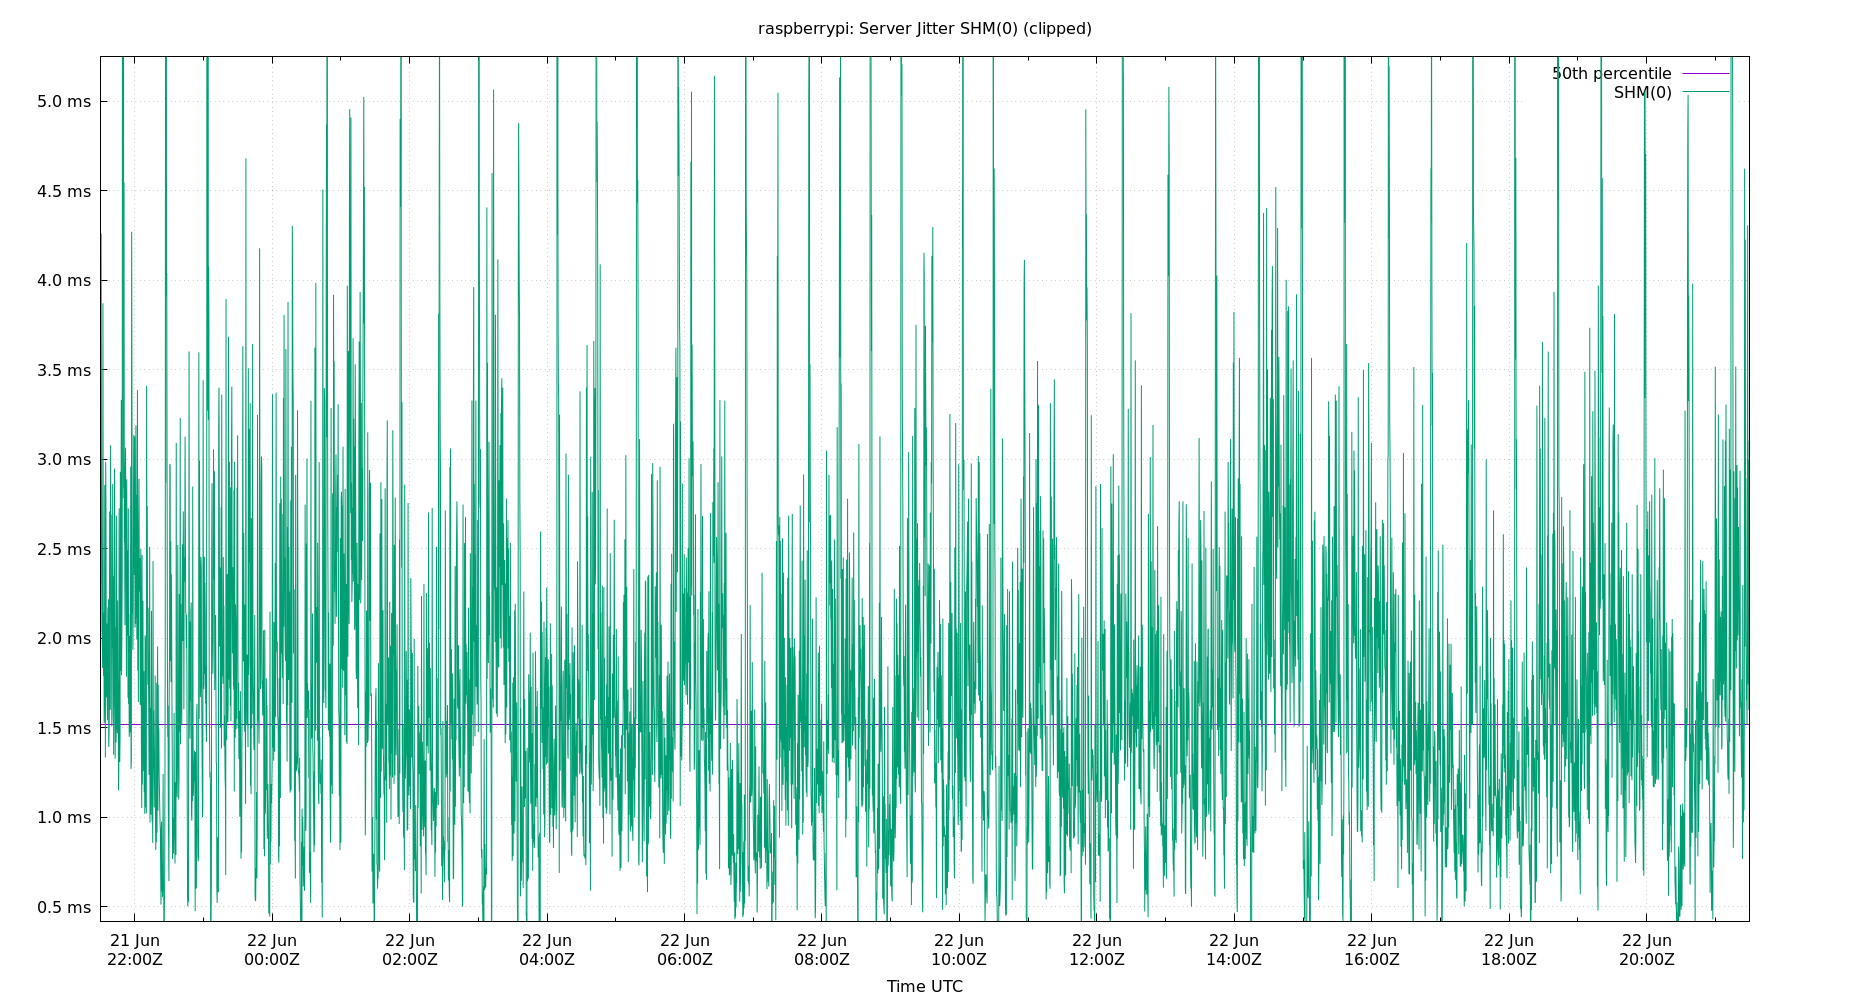 raspberrypi: Server Jitter SHM(0) (clipped)
50th percentile
SHM(0)
5.0 ms
4.5 ms
4.0 ms
3.5 ms
3.0 ms
2.5 ms
2.0 ms
1.5 ms
1.0 ms
0.5 ms
21 Jun 22 Jun 22 Jun 22 Jun 22 Jun 22 Jun 22 Jun 22 Jun 22 Jun 22 Jun 22 Jun 22 Jun
22:00Z 00:00Z 02:00Z 04:00Z 06:00Z 08:00Z 10:00Z 12:00Z 14:00Z 16:00Z 18:00Z 20:00Z
Time UTC